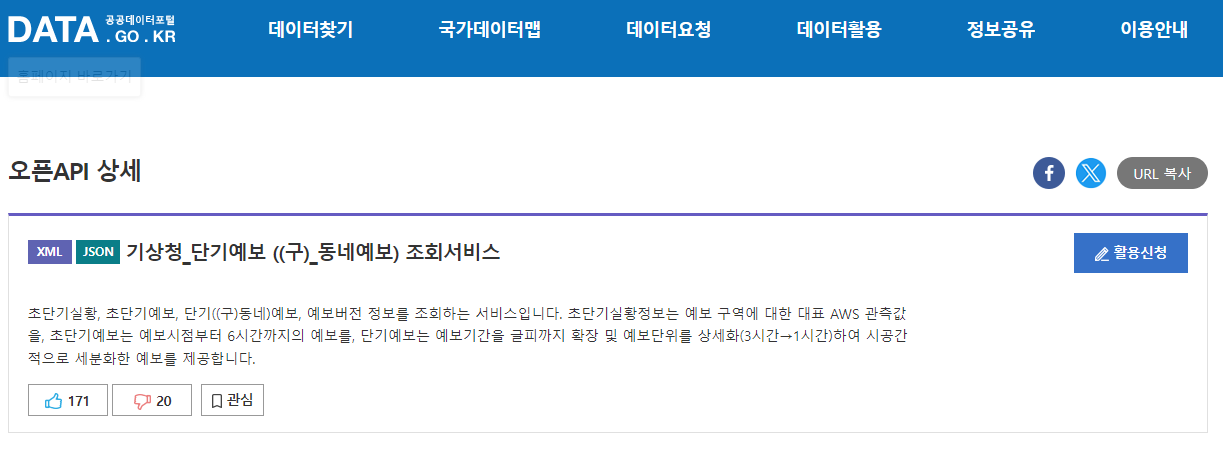 DATA 공공데이터포털
.GO.KR
데이터찾기 국가데이터맵 데이터요청 데이터활용 정보공유 이용안내
홈페이지 바로가기
오픈API 상세
URL 복사
XML JSON 기상청_단기예보 ((구)_동네예보) 조회서비스
활용신청
초단기실황, 초단기예보, 단기((구)동네)예보, 예보버전 정보를 조회하는 서비스입니다. 초단기실황정보는 예보 구역에 대한 대표 AWS 관측값
을, 초단기예보는 예보시점부터 6시간까지의 예보를, 단기예보는 예보기간을 글피까지 확장 및 예보단위를 상세화(3시간→1시간)하여 시공간
적으로 세분화한 예보를 제공합니다.
171 20 관심